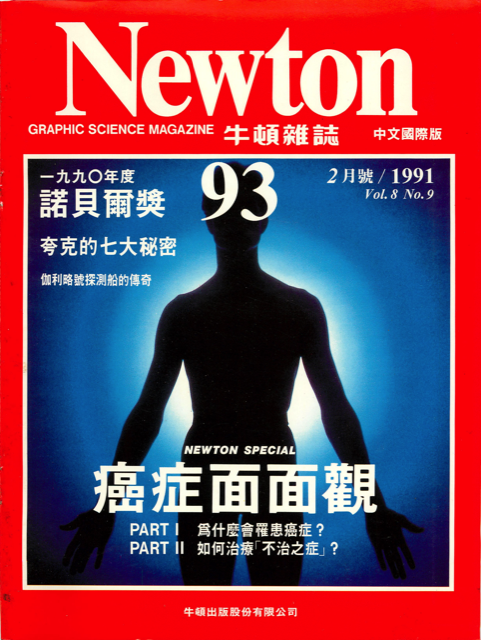 Newton
GRAPHIC SCIENCE MAGAZINE 牛頓雜誌 中文國際版
一九九〇年度
諾貝爾獎
93
2月號 / 1991
Vol. 8 No. 9
夸克的七大秘密
伽利略號探測船的傳奇
NEWTON SPECIAL
癌症面面觀
PART I 爲什麼會罹患癌症？
PART II 如何治療「不治之症」？
牛頓出版股份有限公司